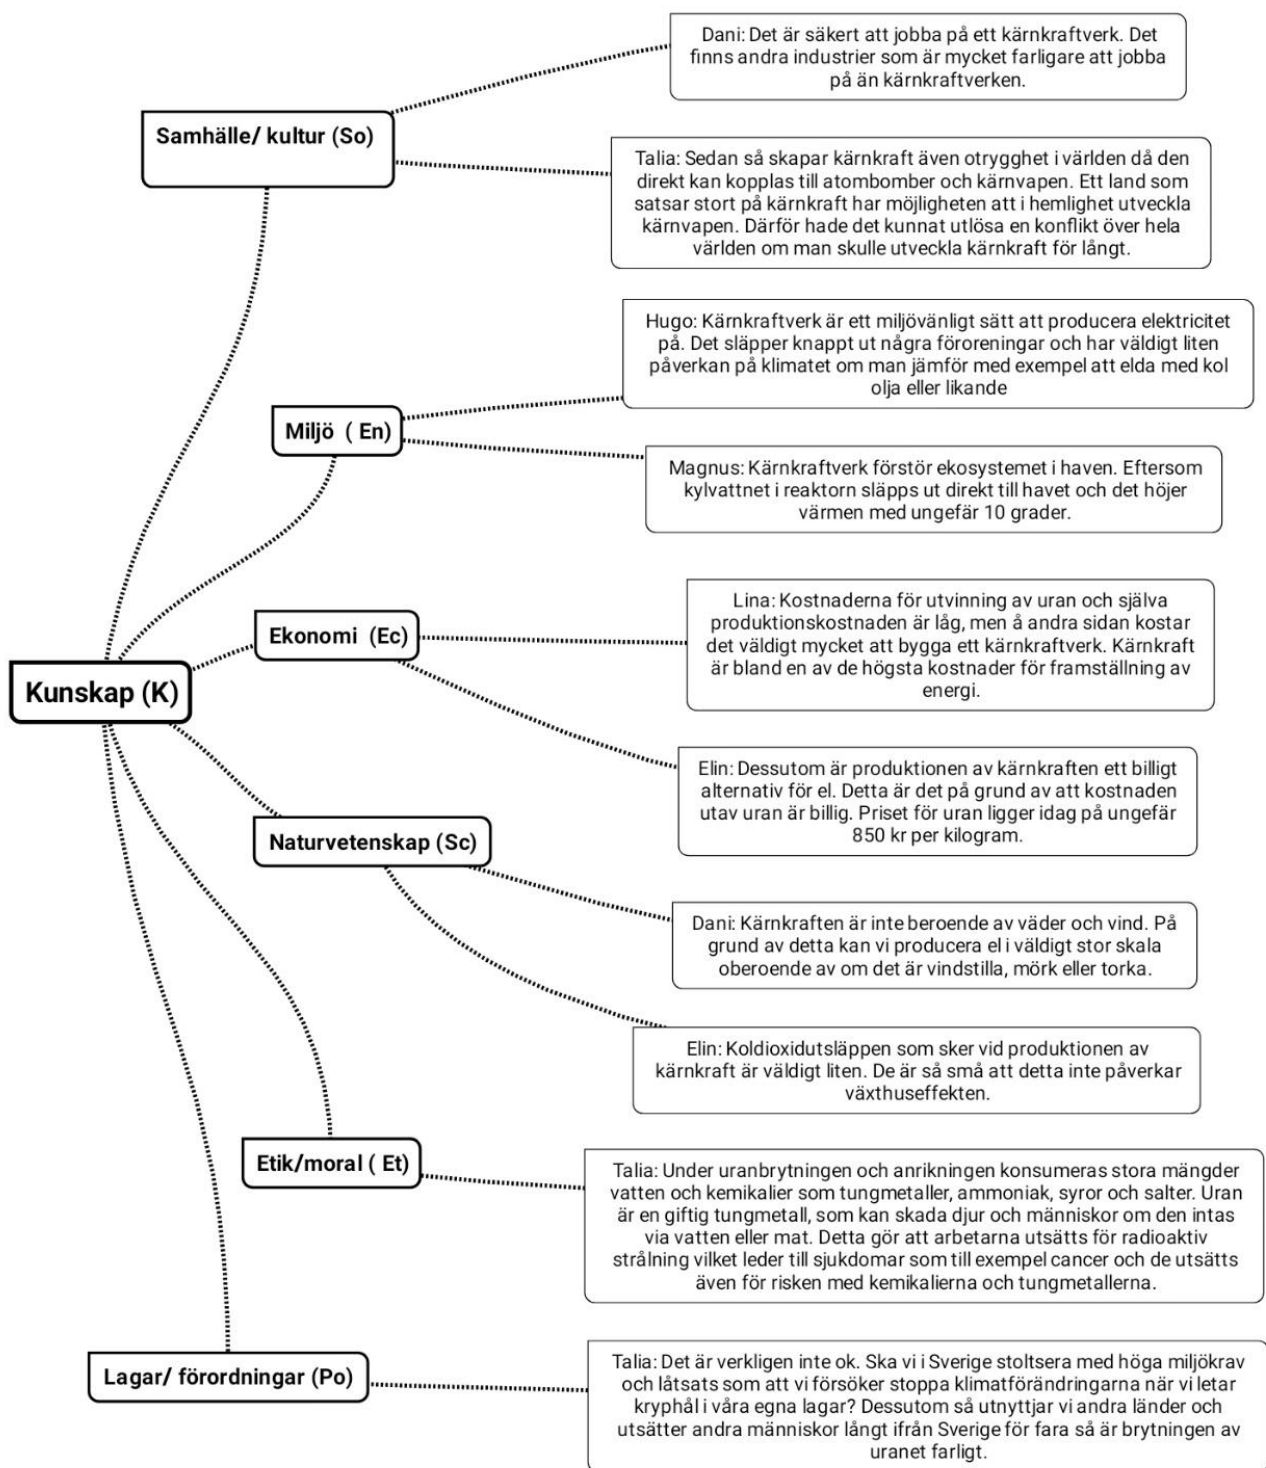 Dani: Det är säkert att jobba på ett kärnkraftverk. Det
finns andra industrier som är mycket farligare att jobba
på än kärnkraftverken.
Samhälle/ kultur (So)
Talia: Sedan så skapar kärnkraft även otrygghet i världen då den
direkt kan kopplas till atombomber och kärnvapen. Ett land som
satsar stort på kärnkraft har möjligheten att i hemlighet utveckla
kärnvapen. Därför hade det kunnat utlösa en konflikt över hela
världen om man skulle utveckla kärnkraft för långt.
Hugo: Kärnkraftverk är ett miljövänligt sätt att producera elektricitet
på. Det släpper knappt ut några föroreningar och har väldigt liten
påverkan på klimatet om man jämför med exempel att elda med kol
olja eller likande
Miljö ( En)
Magnus: Kärnkraftverk förstör ekosystemet i haven. Eftersom
kylvattnet i reaktorn släpps ut direkt till havet och det höjer
värmen med ungefär 10 grader.
Lina: Kostnaderna för utvinning av uran och själva
produktionskostnaden är låg, men å andra sidan kostar
det väldigt mycket att bygga ett kärnkraftverk. Kärnkraft
är bland en av de högsta kostnader för framställning av
energi.
Ekonomi (Ec)
Kunskap (K)
Elin: Dessutom är produktionen av kärnkraften ett billigt
alternativ för el. Detta är det på grund av att kostnaden
utav uran är billig. Priset för uran ligger idag på ungefär
850 kr per kilogram.
Naturvetenskap (Sc)
Dani: Kärnkraften är inte beroende av väder och vind. På
grund av detta kan vi producera el i väldigt stor skala
oberoende av om det är vindstilla, mörk eller torka.
Elin: Koldioxidutsläppen som sker vid produktionen av
kärnkraft är väldigt liten. De är så små att detta inte påverkar
växthuseffekten.
Etik/moral ( Et)
Talia: Under uranbrytningen och anrikningen konsumeras stora mängder
vatten och kemikalier som tungmetaller, ammoniak, syror och salter. Uran
är en giftig tungmetall, som kan skada djur och människor om den intas
via vatten eller mat. Detta gör att arbetarna utsätts för radioaktiv
strålning vilket leder till sjukdomar som till exempel cancer och de utsätts
även för risken med kemikalierna och tungmetallerna.
Lagar/ förordningar (Po)
Talia: Det är verkligen inte ok. Ska vi i Sverige stoltsera med höga miljökrav
och låtsats som att vi försöker stoppa klimatförändringarna när vi letar
kryphål i våra egna lagar? Dessutom så utnyttjar vi andra länder och
utsätter andra människor långt ifrån Sverige för fara så är brytningen av
uranet farligt.